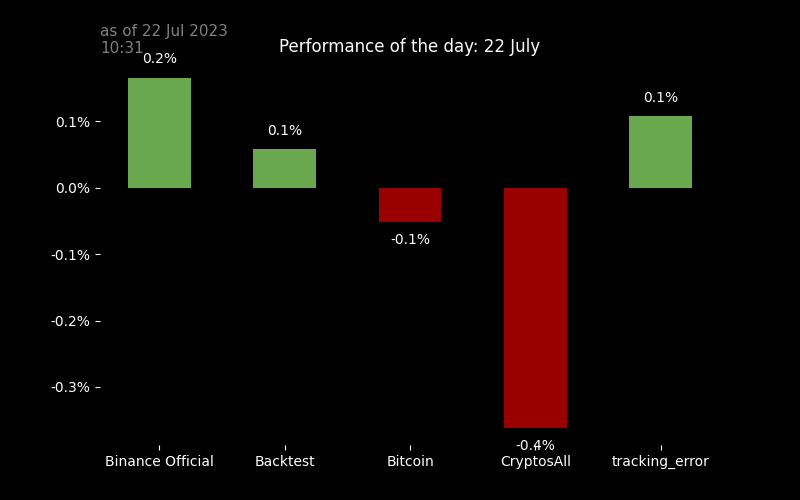 as of 22 Jul 2023
10:31
Performance of the day: 22 July
0.2%
0.1%
-0.1%
-0.4%
0.1%
0.1%
0.0%
-0.1%
-0.2%
-0.3%
Binance Official
Backtest
Bitcoin
CryptosAll
tracking_error